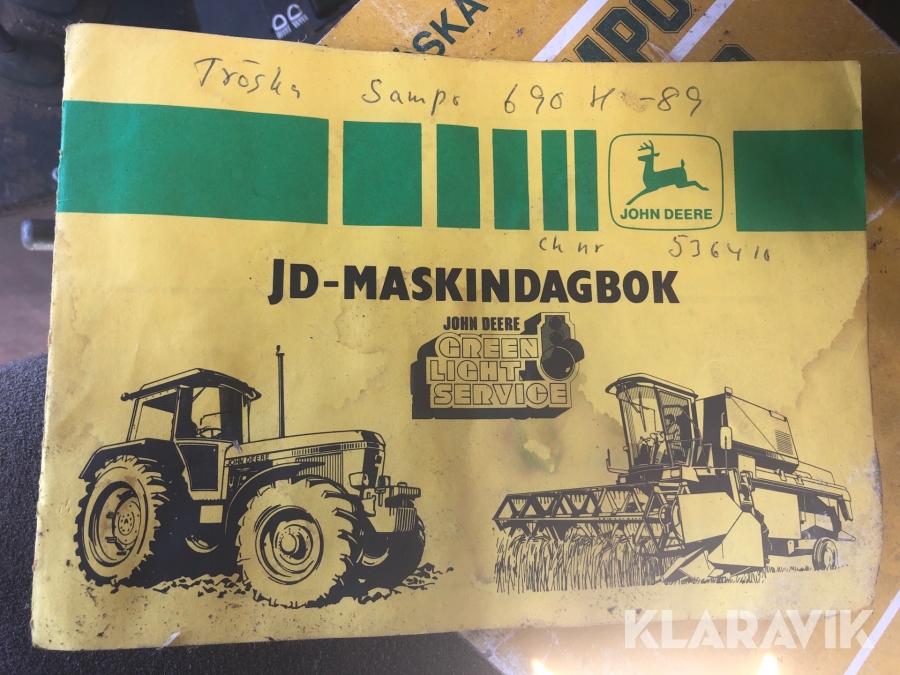 Tröska Sampo 690 H -89
JOHN DEERE
ch nr 536410
JD-MASKINDAGBOK
JOHN DEERE
GREEN
LIGHT
SERVICE
JOHN DEERE
KLARAVIK